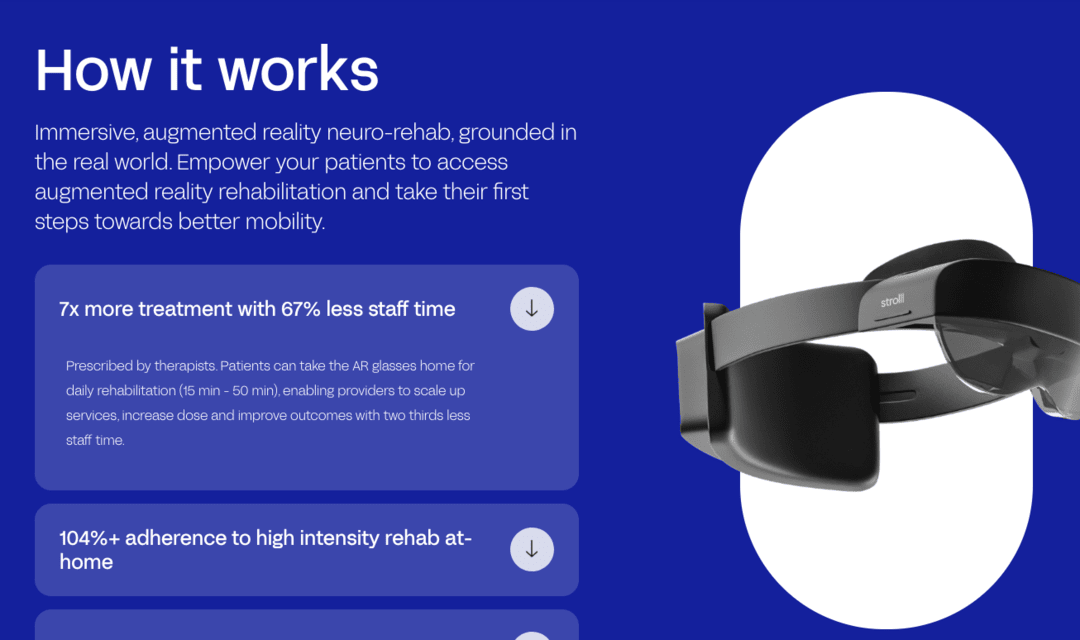 How it works
Immersive, augmented reality neuro-rehab, grounded in
the real world. Empower your patients to access
augmented reality rehabilitation and take their first
steps towards better mobility.
7x more treatment with 67% less staff time
Prescribed by therapists. Patients can take the AR glasses home for
daily rehabilitation (15 min - 50 min), enabling providers to scale up
services, increase dose and improve outcomes with two thirds less
staff time.
104%+ adherence to high intensity rehab at-
home
strolll